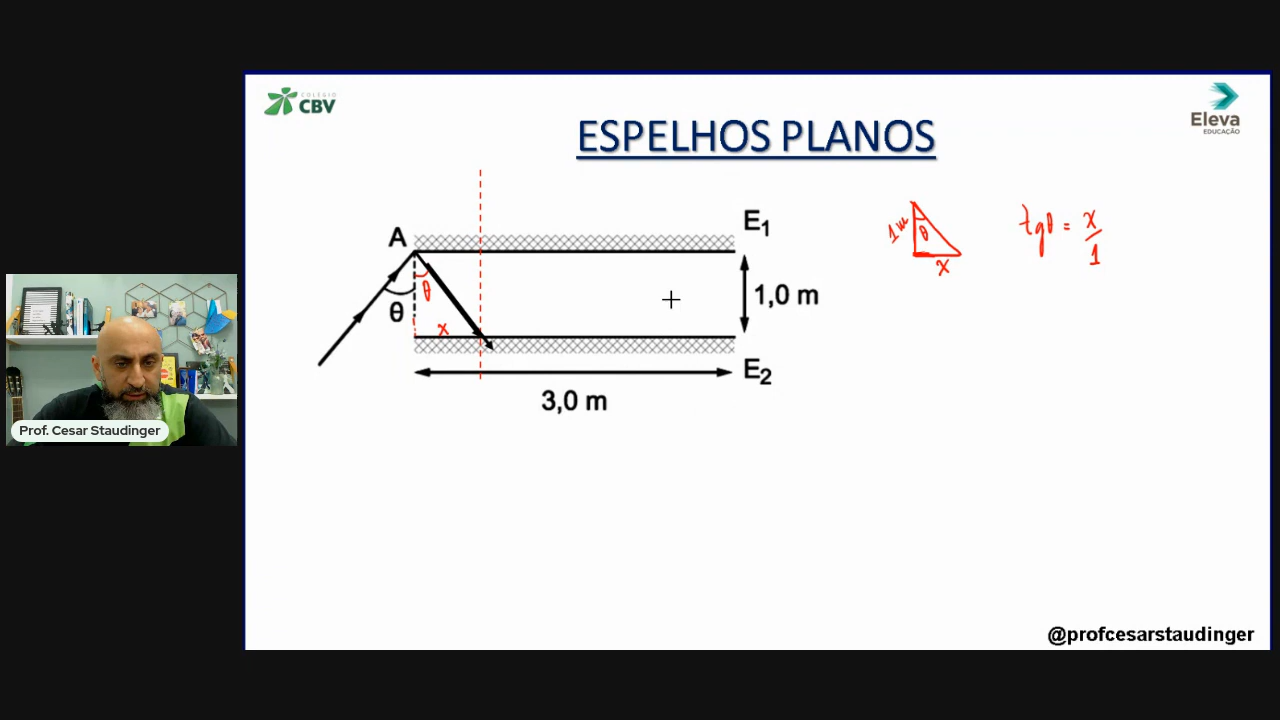 COLÉGIO
CBV
Eleva
EDUCAÇÃO
ESPELHOS PLANOS
A
E1
θ
θ
x
1,0 m
E2
3,0 m
1m
θ
x
tgθ = x/1
Prof. Cesar Staudinger
@profcesarstaudinger